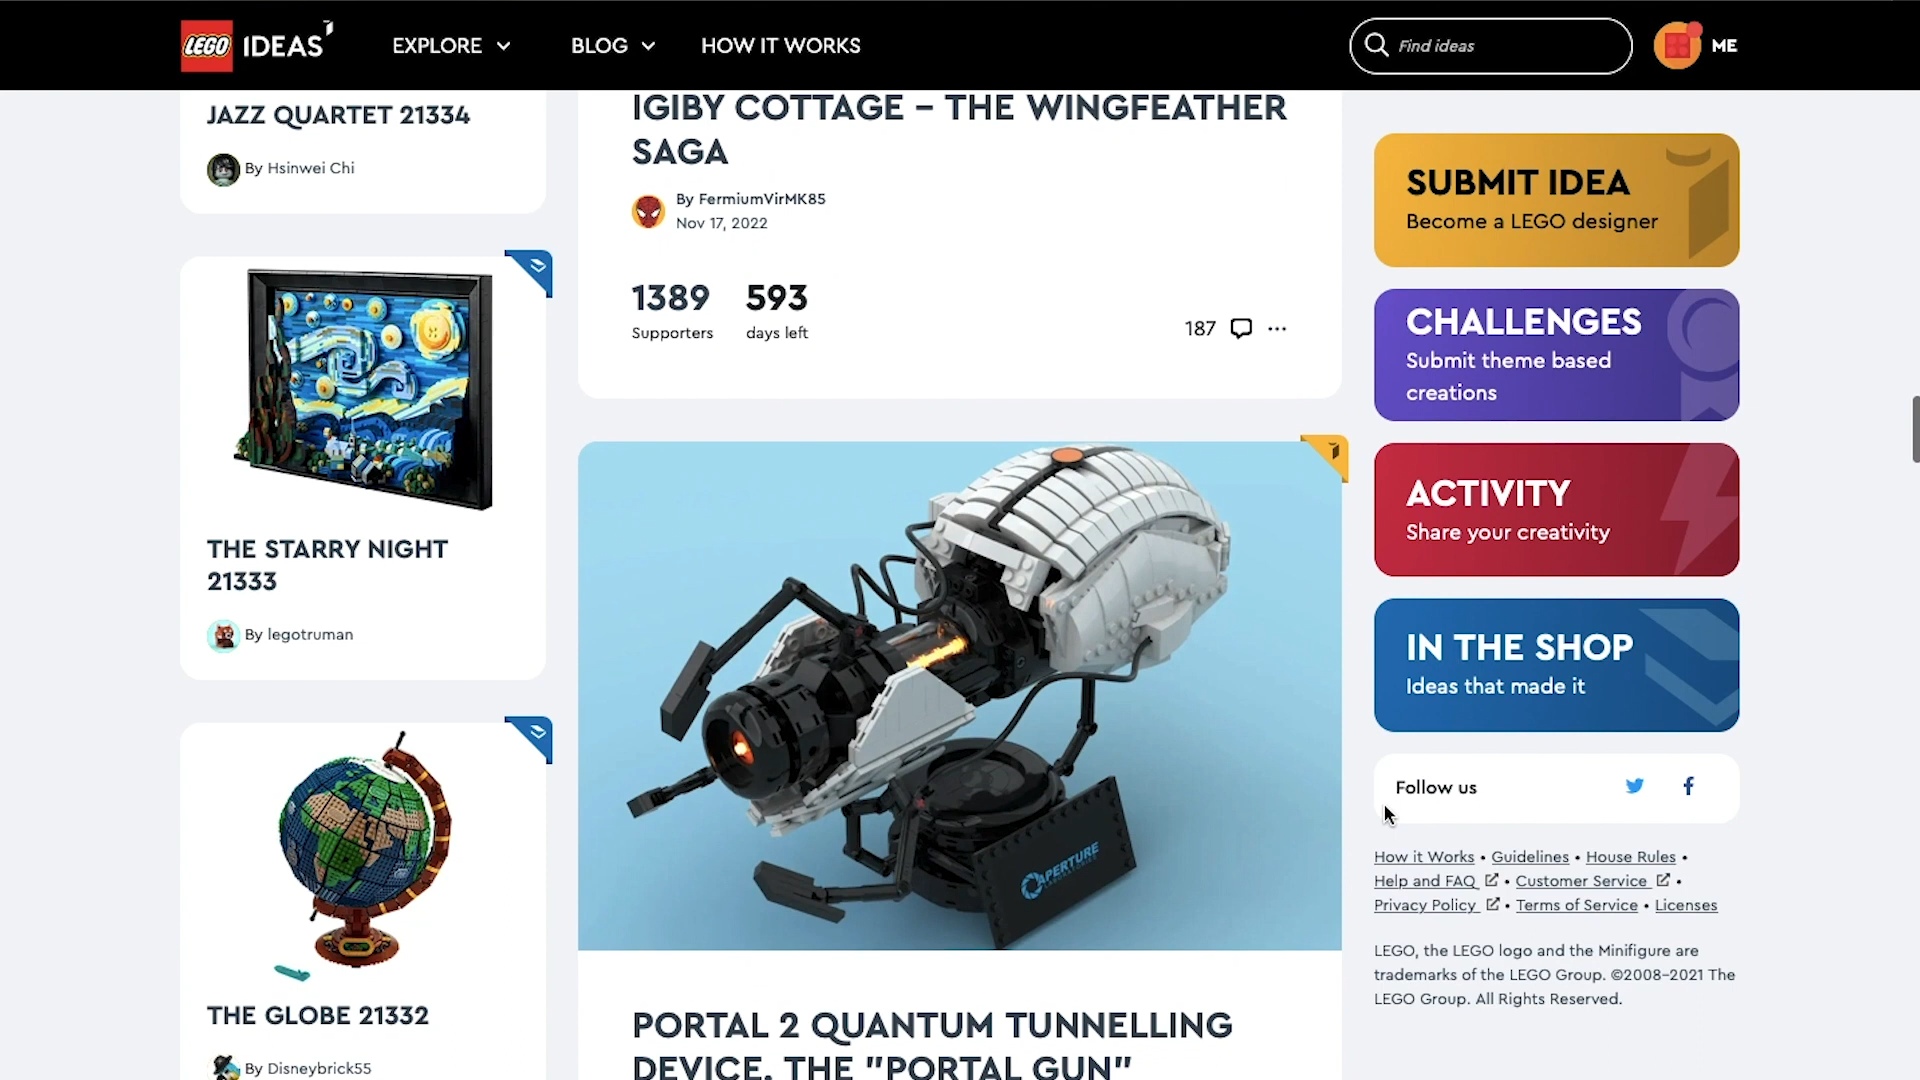 LEGO IDEAS
EXPLORE
BLOG
HOW IT WORKS
Find ideas
ME
JAZZ QUARTET 21334
By Hsinwei Chi
THE STARRY NIGHT
21333
By legotruman
THE GLOBE 21332
By Disneybrick55
IGIBY COTTAGE – THE WINGFEATHER
SAGA
By FermiumVirMK85
Nov 17, 2022
1389
Supporters
593
days left
187
APERTURE
LABORATORIES
PORTAL 2 QUANTUM TUNNELLING
DEVICE. THE "PORTAL GUN"
SUBMIT IDEA
Become a LEGO designer
CHALLENGES
Submit theme based
creations
ACTIVITY
Share your creativity
IN THE SHOP
Ideas that made it
Follow us
How it Works • Guidelines • House Rules •
Help and FAQ • Customer Service •
Privacy Policy • Terms of Service • Licenses
LEGO, the LEGO logo and the Minifigure are
trademarks of the LEGO Group. ©2008-2021 The
LEGO Group. All Rights Reserved.